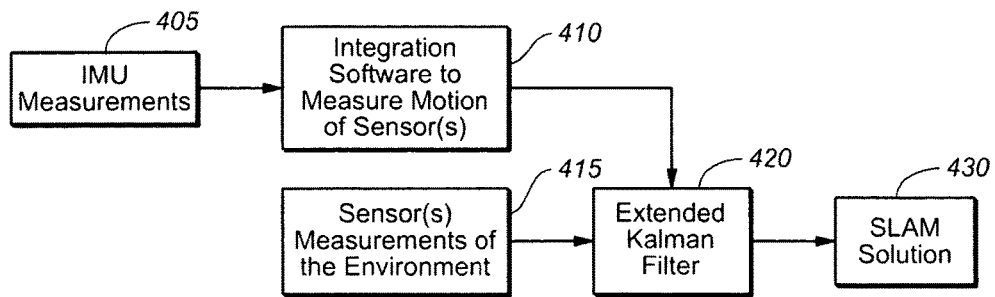 405
IMU
Measurements
410
Integration
Software to
Measure Motion
of Sensor(s)
415
Sensor(s)
Measurements of
the Environment
420
Extended
Kalman
Filter
430
SLAM
Solution